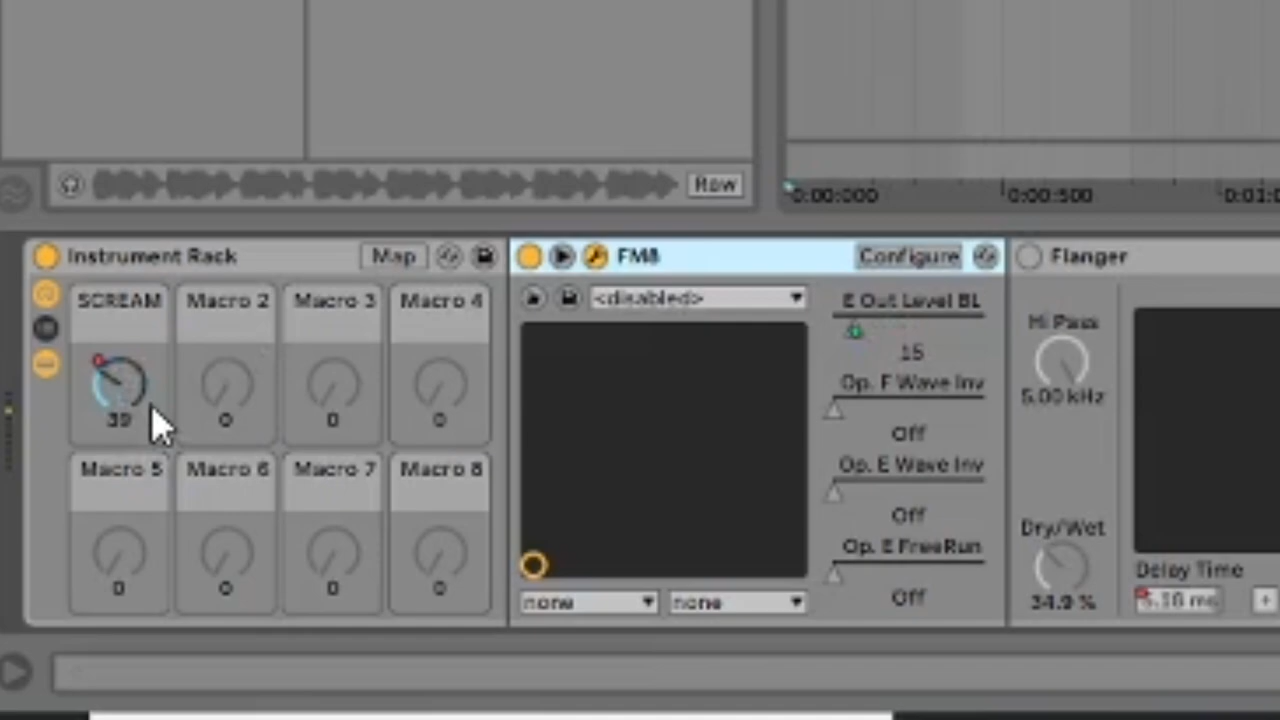 Raw
0:00:000 0:00:500
Instrument Rack Map
SCREAM Macro 2 Macro 3 Macro 4
39 0 0 0
Macro 5 Macro 6 Macro 7 Macro 8
0 0 0 0
FM8 Configure
<disabled>
none none
E Out Level BL
15
Op. F Wave Inv
Off
Op. E Wave Inv
Off
Op. E FreeRun
Off
Flanger
Hi Pass
5.00 kHz
Dry/Wet
34.9 %
Delay Time
+